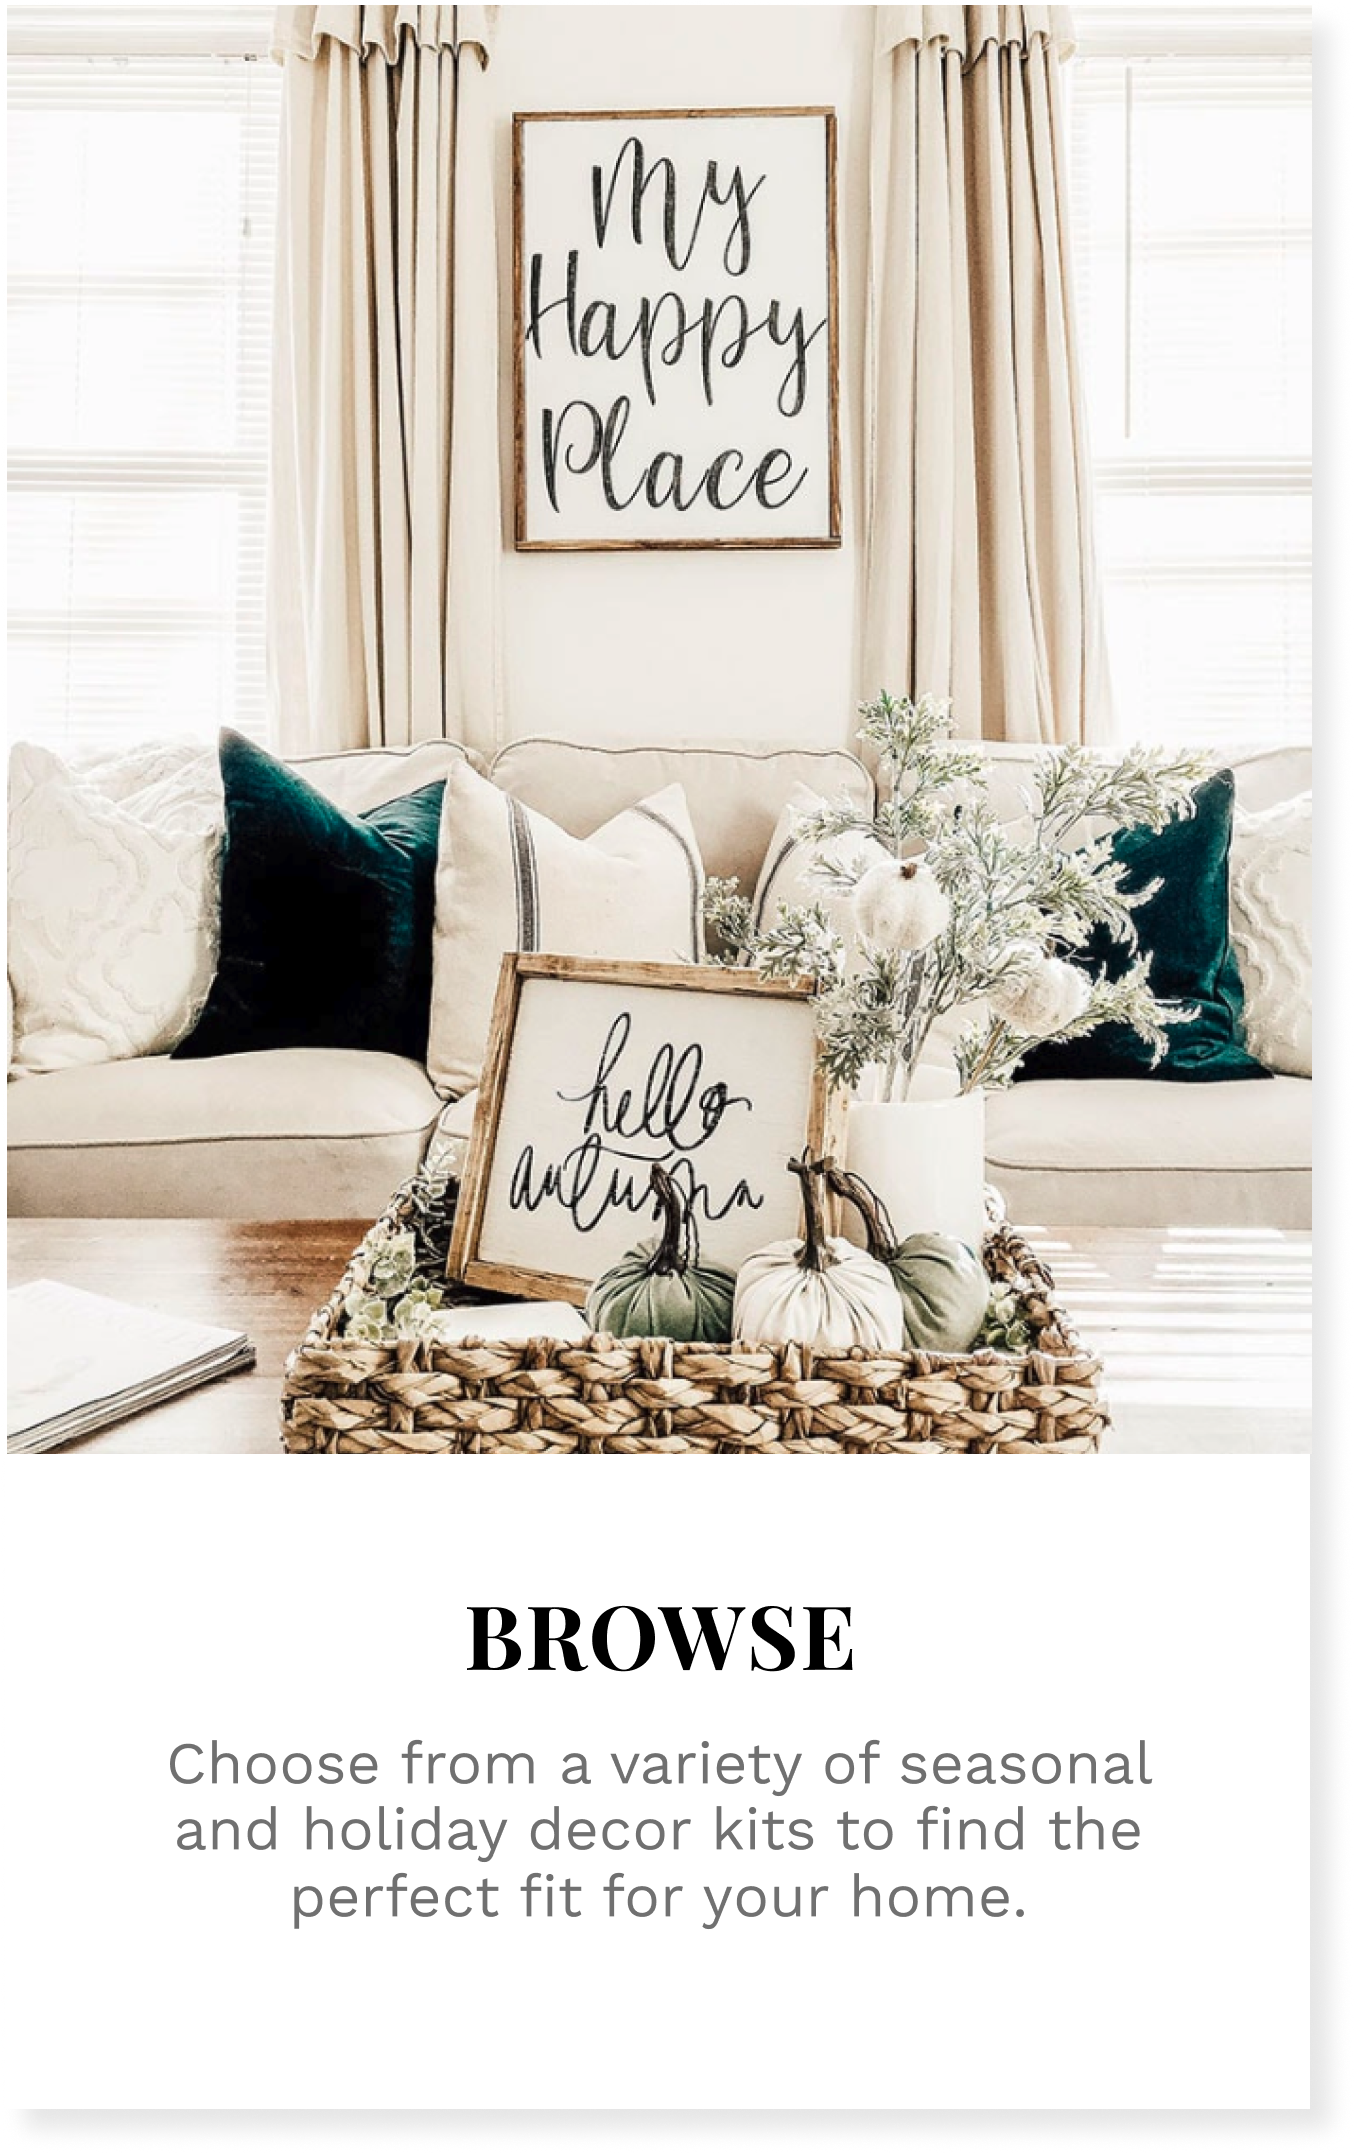 My
Happy
Place
hello
autumn
BROWSE
Choose from a variety of seasonal
and holiday decor kits to find the
perfect fit for your home.